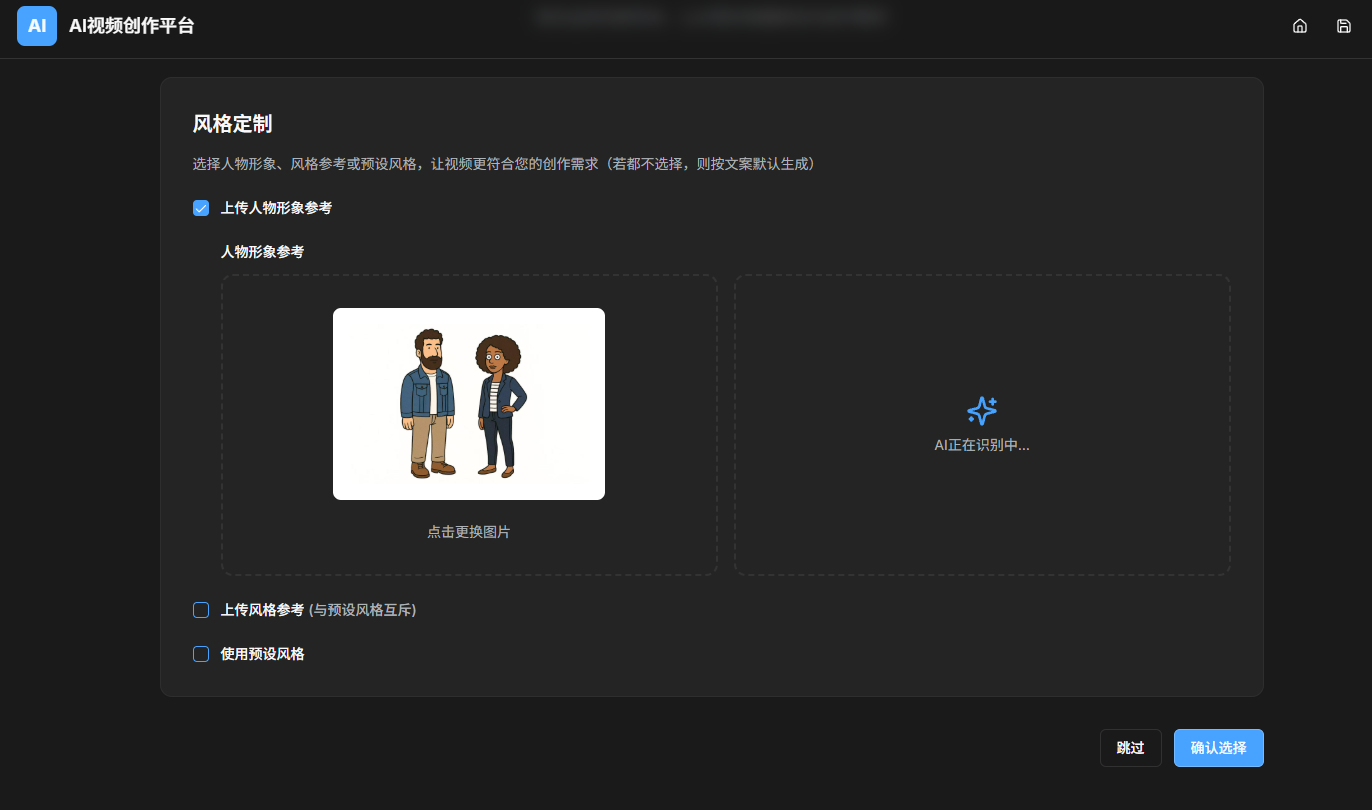 AI
AI视频创作平台
风格定制
选择人物形象、风格参考或预设风格，让视频更符合您的创作需求（若都不选择，则按文案默认生成）
上传人物形象参考
人物形象参考
点击更换图片
AI正在识别中...
上传风格参考 (与预设风格互斥)
使用预设风格
跳过
确认选择